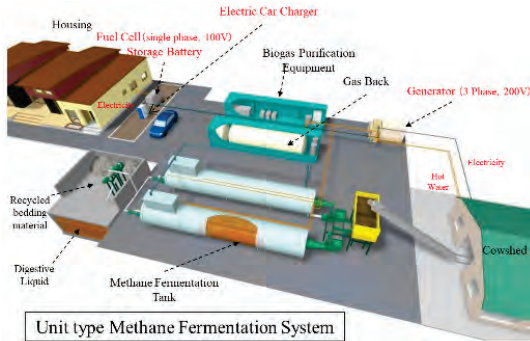 Electric Car Charger
Housing
Fuel Cell (single phase, 100V)
Storage Battery
Biogas Purification
Equipment
Gas Back
Generator (3 Phase, 200V)
Electricity
Electricity
Hot
Water
Recycled
bedding
material
Cowshed
Digestive
Liquid
Methane Fermentation
Tank
Unit type Methane Fermentation System